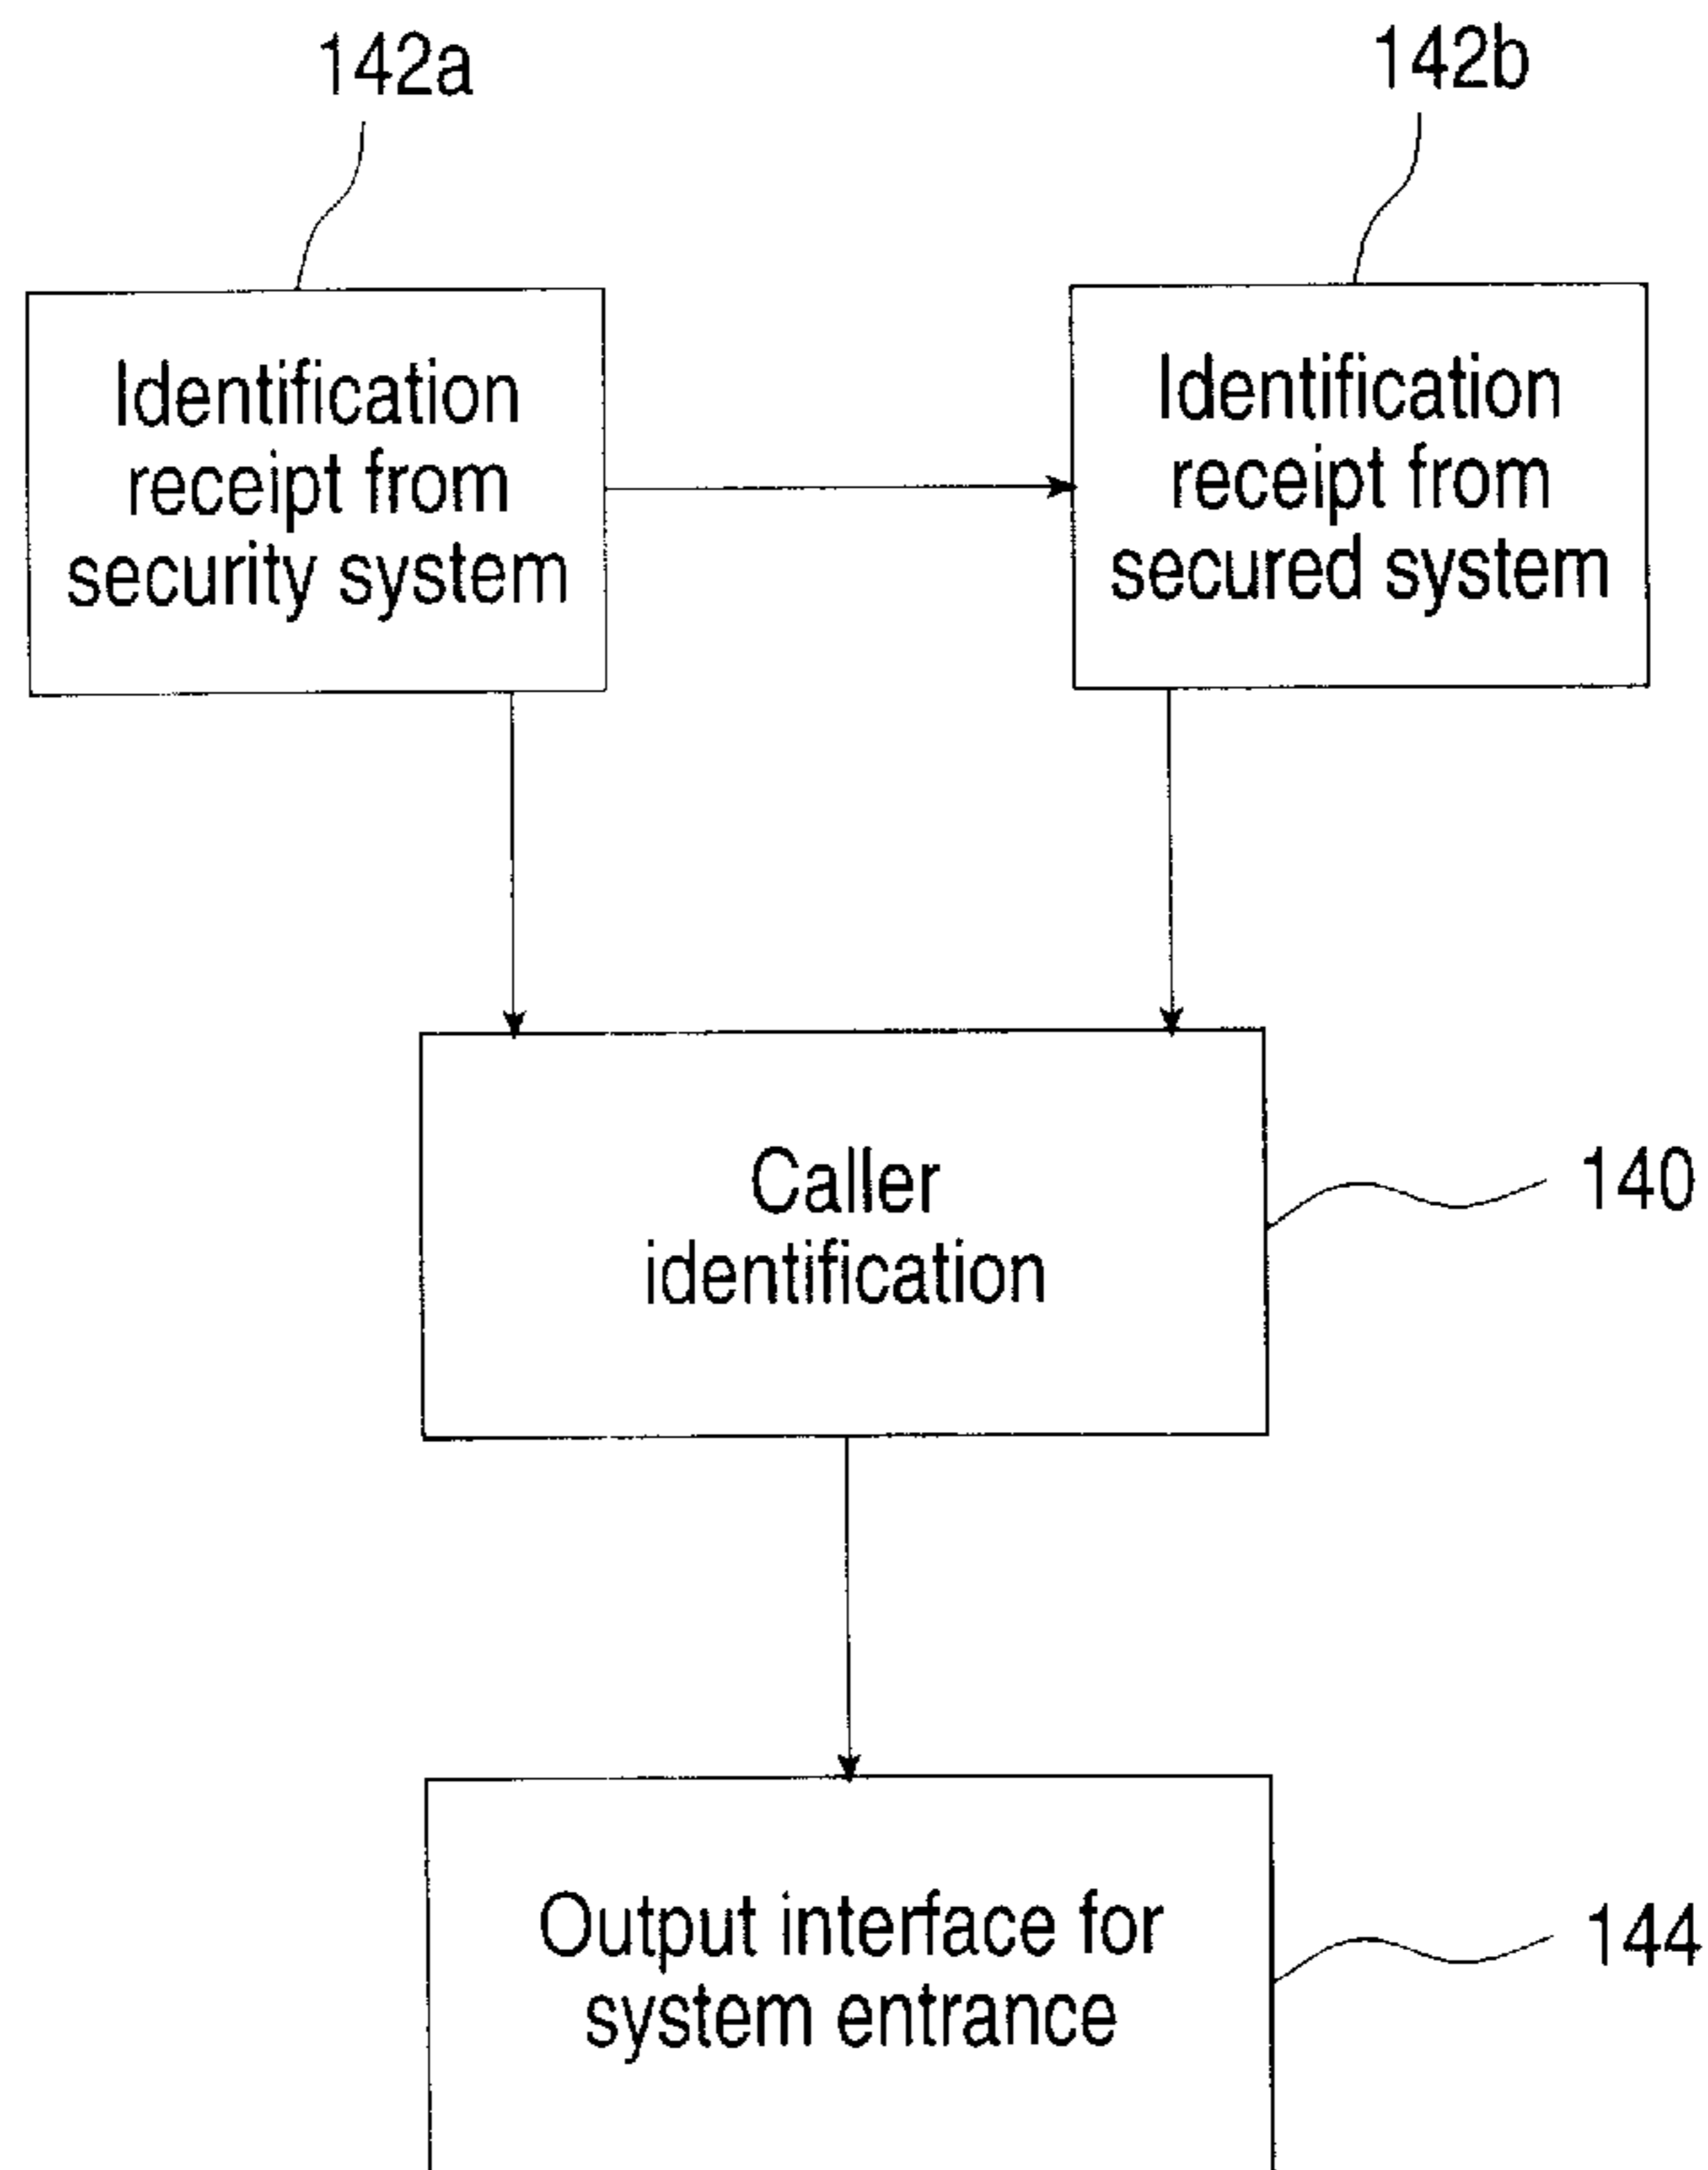 142a
142b
Identification
receipt from
security system
Identification
receipt from
secured system
Caller
identification
140
Output interface for
system entrance
144